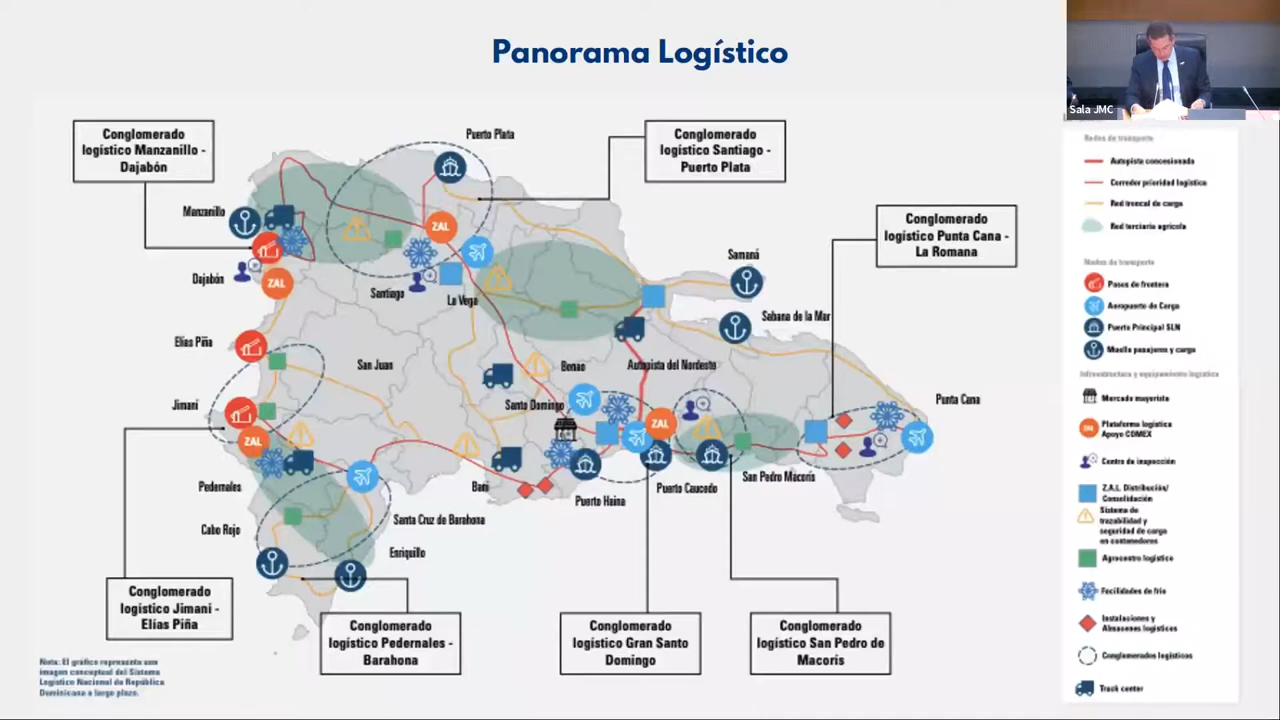 Panorama Logístico
Sala JMC
Conglomerado
logístico Manzanillo -
Dajabón
Puerto Plata
Conglomerado
logístico Santiago -
Puerto Plata
Conglomerado
logístico Punta Cana -
La Romana
Manzanillo
ZAL
Dajabón
ZAL
Santiago
La Vega
Samaná
Sabana de la Mar
Elías Piña
San Juan
Bonao
Autopista del Nordeste
Jimaní
Santo Domingo
Punta Cana
ZAL
ZAL
Pedernales
Baní
San Pedro Macorís
Puerto Haina
Puerto Caucedo
Cabo Rojo
Santa Cruz de Barahona
Enriquillo
Conglomerado
logístico Jimaní -
Elías Piña
Conglomerado
logístico Pedernales -
Barahona
Conglomerado
logístico Gran Santo
Domingo
Conglomerado
logístico San Pedro de
Macorís
Nota: El gráfico representa una
imagen conceptual del Sistema
Logístico Nacional de República
Dominicana a largo plazo.
Redes de transporte
Autopista concesionada
Corredor prioridad logística
Red troncal de carga
Red terciaria agrícola
Nodos de transporte
Pasos de frontera
Aeropuerto de Carga
Puerto Principal SLN
Muelle pasajeros y carga
Infraestructura y equipamiento logístico
Mercado mayorista
Plataforma logística
Apoyo COMEX
Centro de inspección
Z.A.L. Distribución/
Consolidación
Sistema de
trazabilidad y
seguridad de carga
en contenedores
Agrocentro logístico
Facilidades de frío
Instalaciones y
Almacenes logísticos
Conglomerados logísticos
Truck center